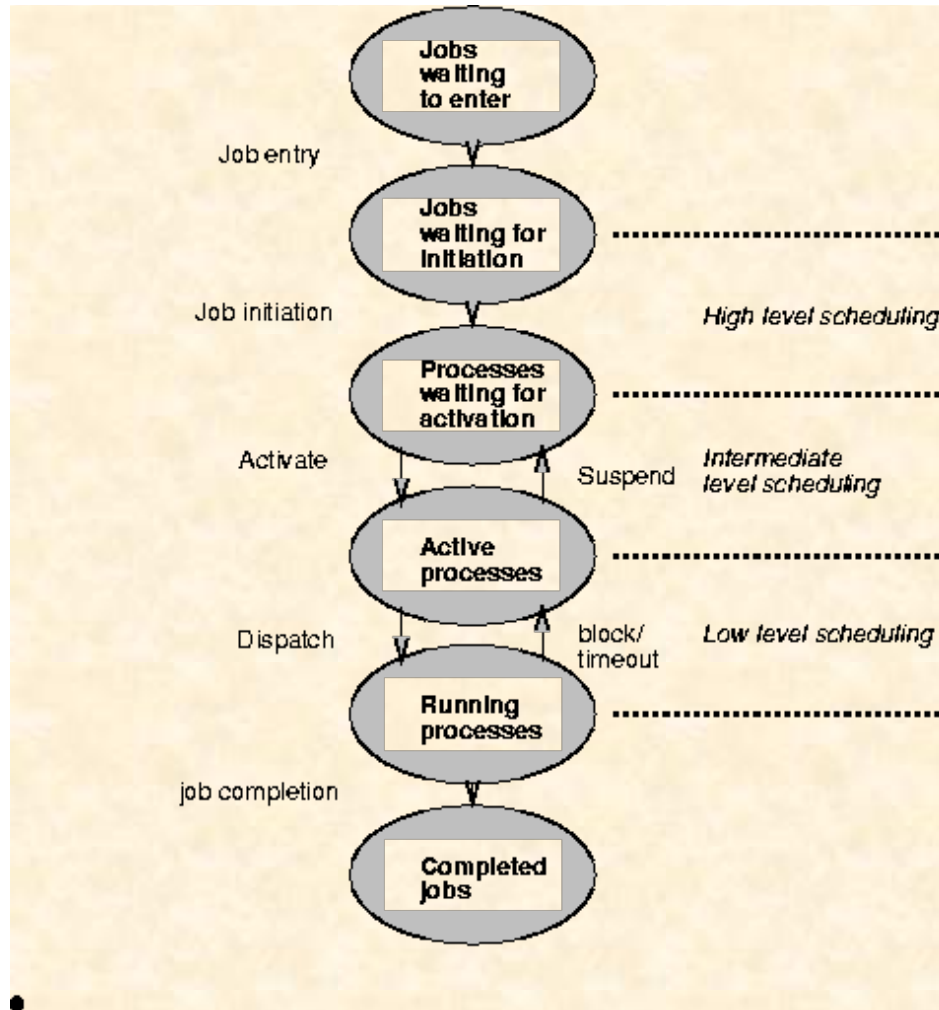 Jobs
waiting
to enter
Job entry
Jobs
waiting for
initiation
Job initiation
High level scheduling
Processes
waiting for
activation
Activate
Suspend
Intermediate
level scheduling
Active
processes
Dispatch
block/
timeout
Low level scheduling
Running
processes
job completion
Completed
jobs